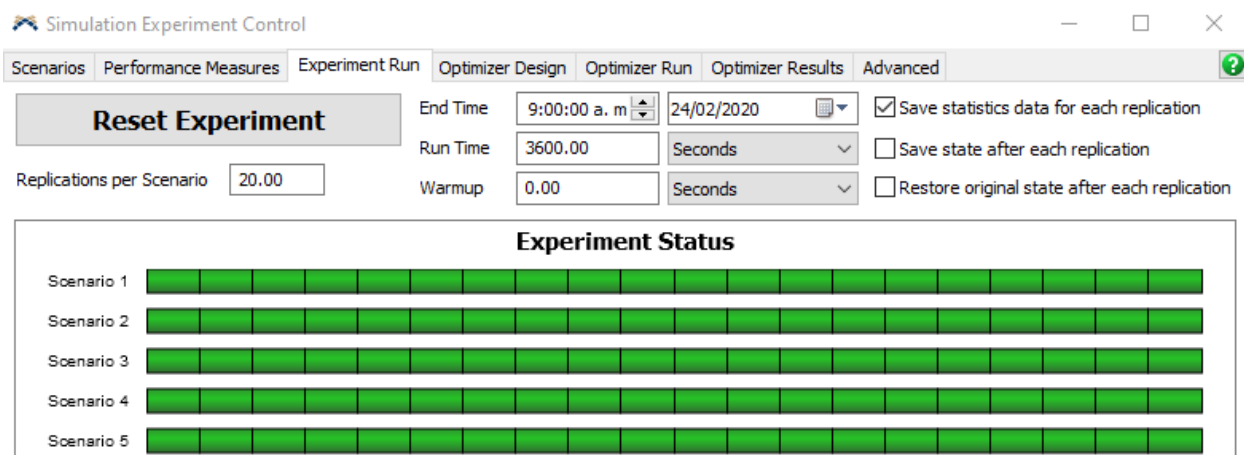 Simulation Experiment Control
Scenarios Performance Measures Experiment Run Optimizer Design Optimizer Run Optimizer Results Advanced ?
Reset Experiment
End Time 9:00:00 a. m 24/02/2020 Save statistics data for each replication
Run Time 3600.00 Seconds Save state after each replication
Replications per Scenario 20.00
Warmup 0.00 Seconds Restore original state after each replication
Experiment Status
Scenario 1
Scenario 2
Scenario 3
Scenario 4
Scenario 5